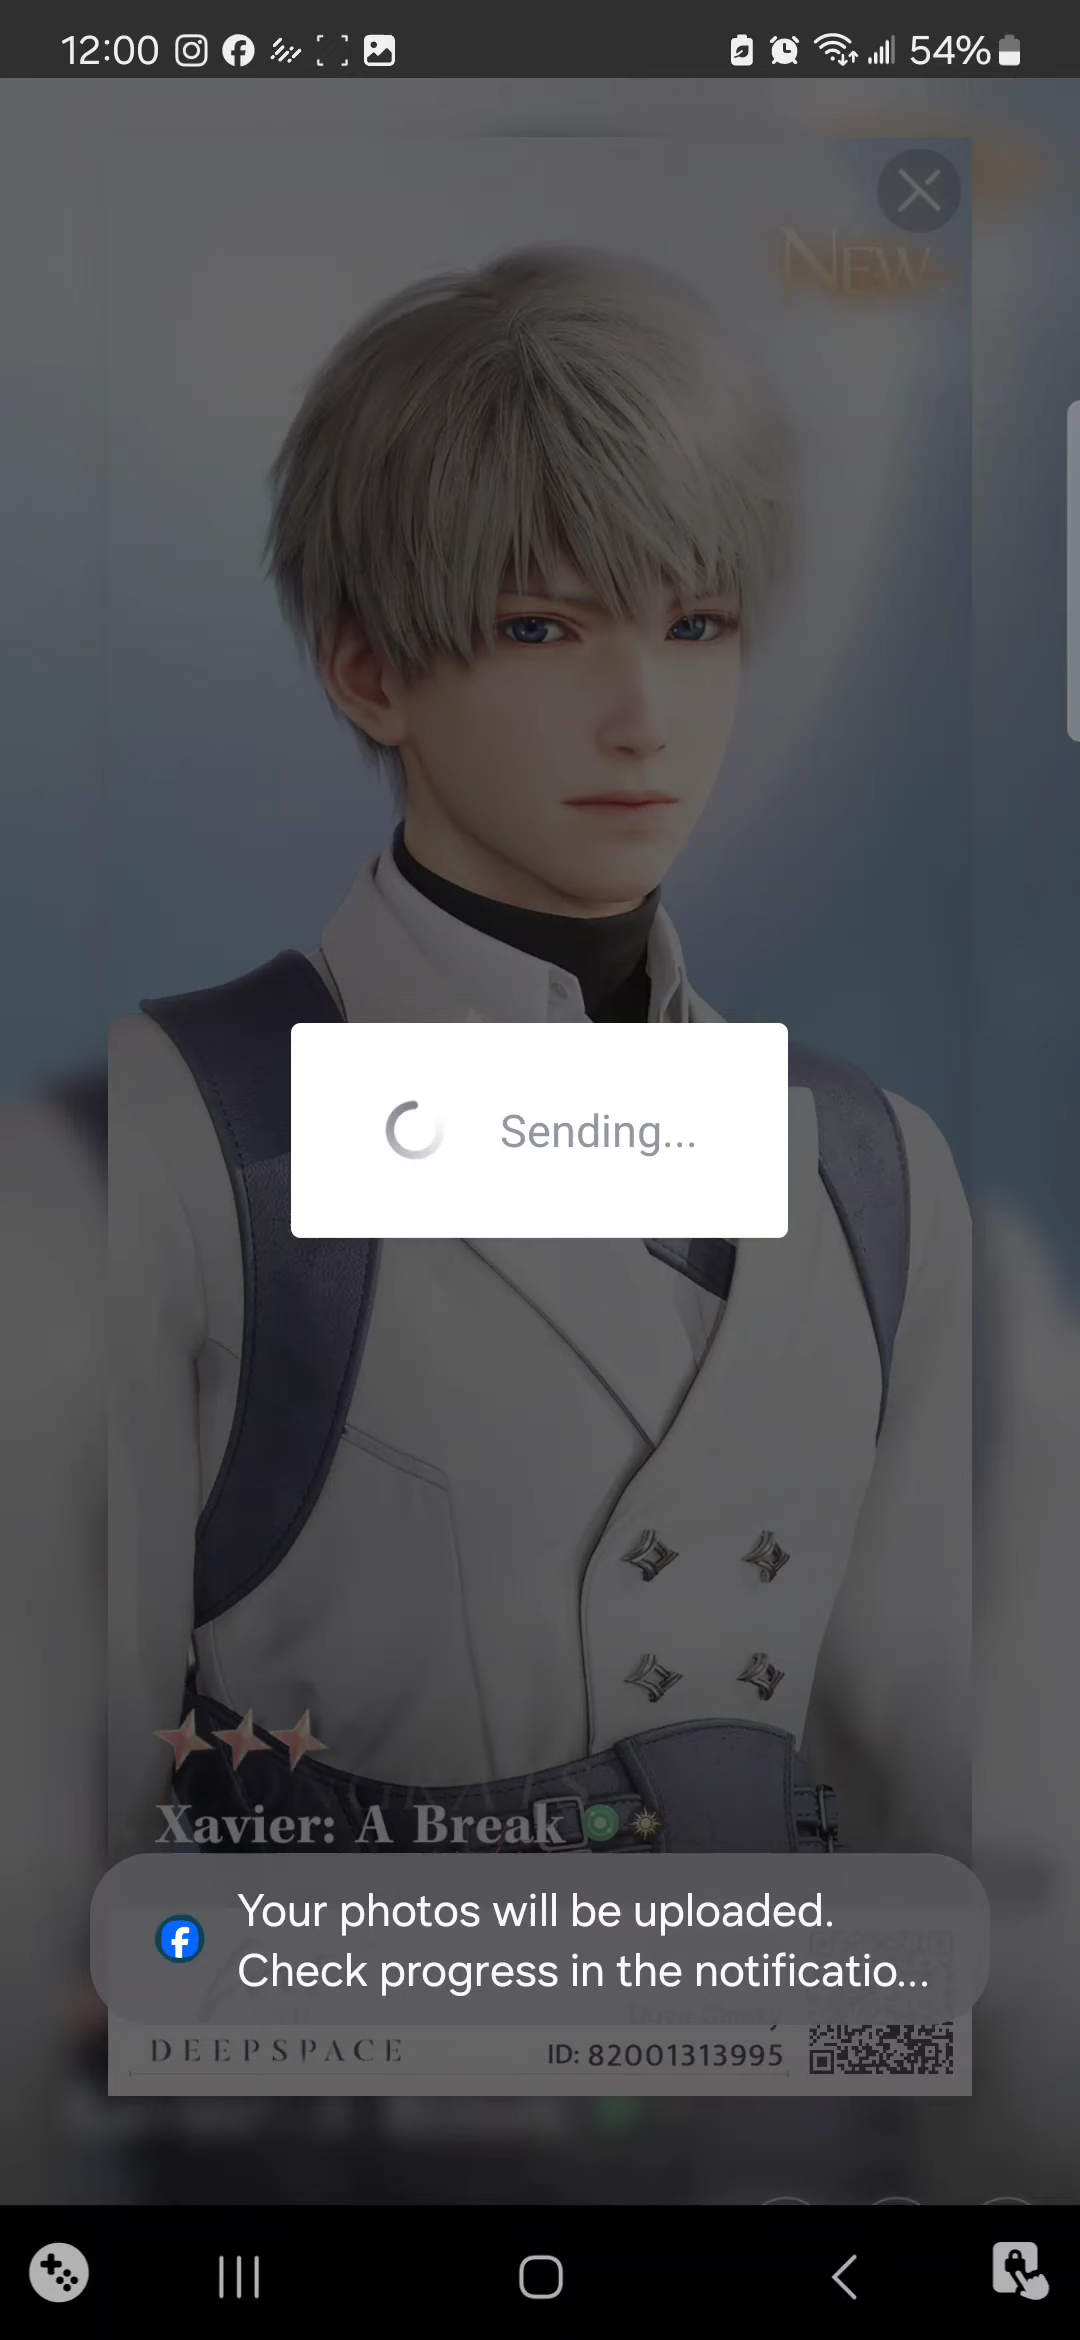 12:00
54%
NEW
Sending...
Xavier: A Break
Your photos will be uploaded.
Check progress in the notificatio...
DEEPSPACE
ID: 82001313995